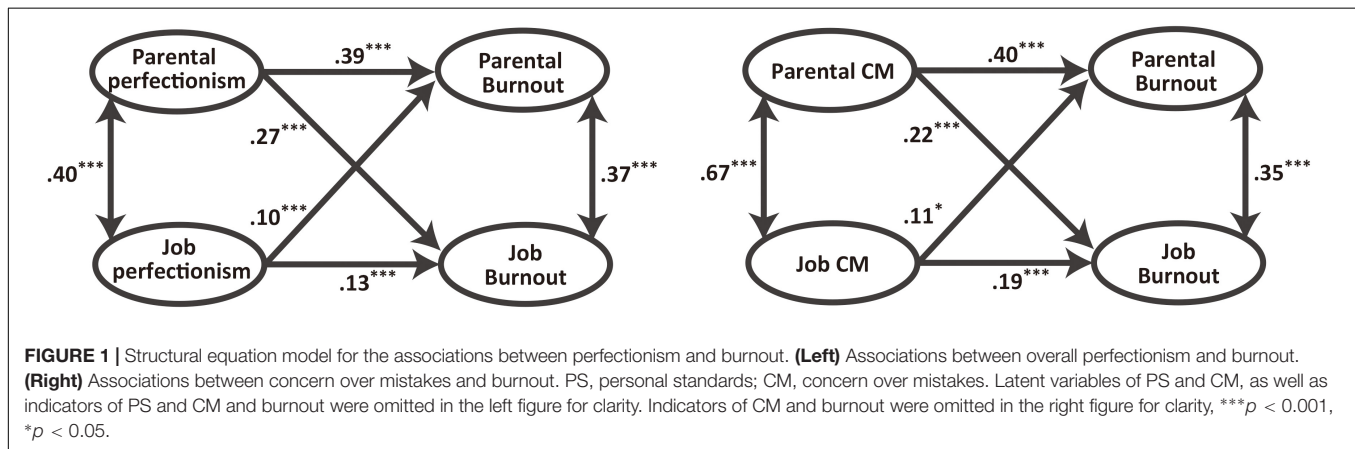 Parental
perfectionism
.39***
Parental
Burnout
.27***
.40***
.37***
.10***
Job
perfectionism
.13***
Job
Burnout
Parental CM
.40***
Parental
Burnout
.22***
.67***
.35***
.11*
Job CM
.19***
Job
Burnout
FIGURE 1 | Structural equation model for the associations between perfectionism and burnout. (Left) Associations between overall perfectionism and burnout.
(Right) Associations between concern over mistakes and burnout. PS, personal standards; CM, concern over mistakes. Latent variables of PS and CM, as well as
indicators of PS and CM and burnout were omitted in the left figure for clarity. Indicators of CM and burnout were omitted in the right figure for clarity, ***p < 0.001,
*p < 0.05.